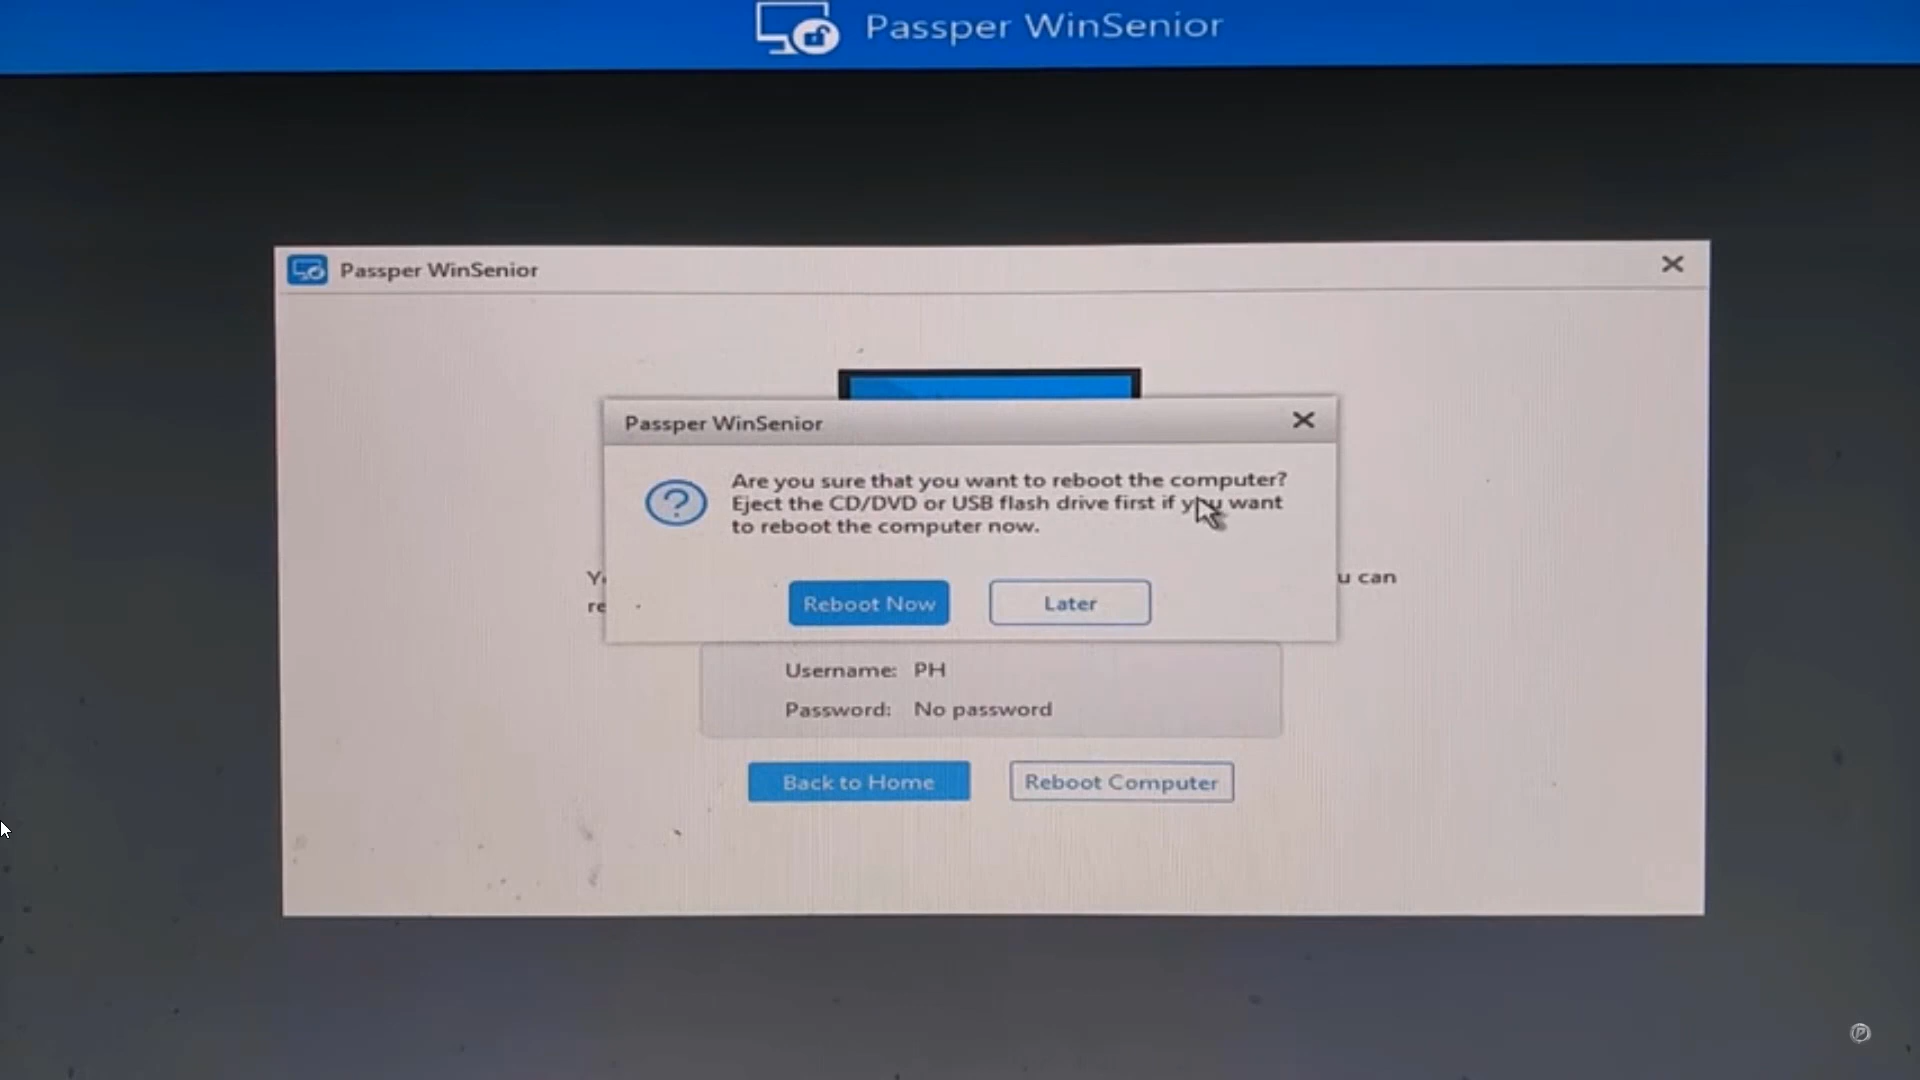 Passper WinSenior
Passper WinSenior
Passper WinSenior
Are you sure that you want to reboot the computer?
Eject the CD/DVD or USB flash drive first if you want
to reboot the computer now.
Reboot Now
Later
u can
re
Username: PH
Password: No password
Back to Home
Reboot Computer